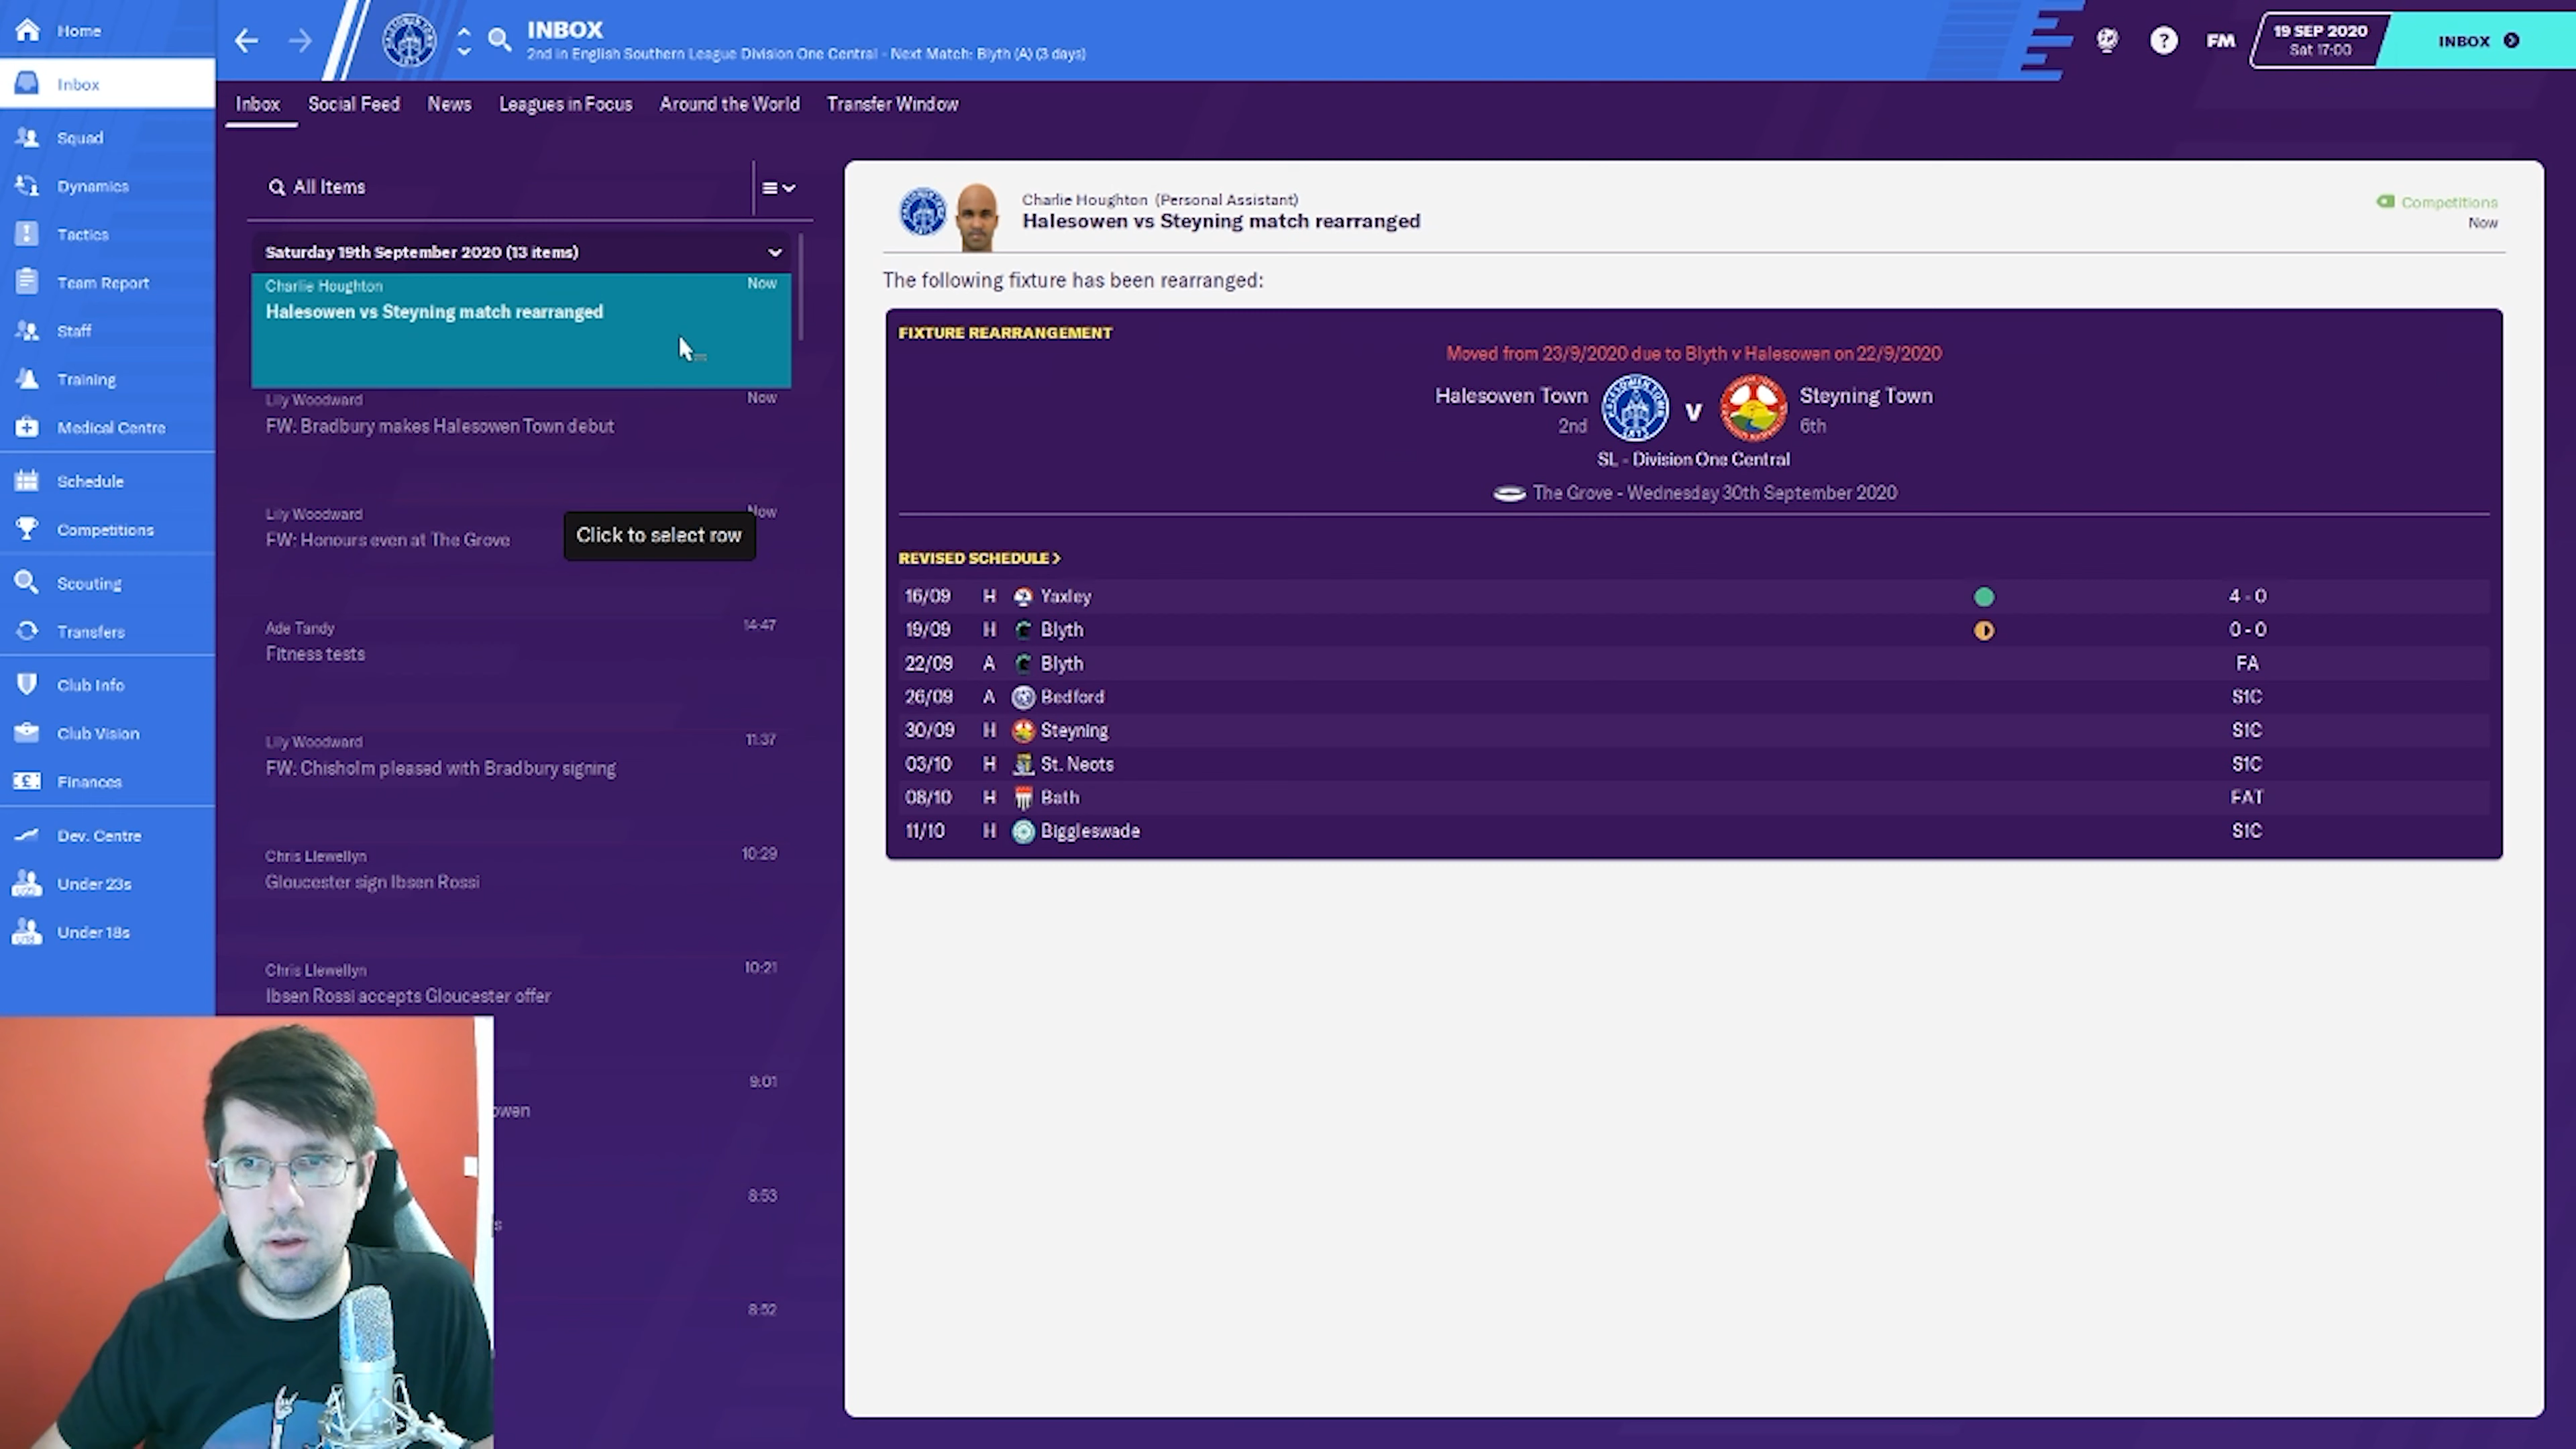 Home
Inbox
Squad
Dynamics
Tactics
Team Report
Staff
Training
Medical Centre
Schedule
Competitions
Scouting
Transfers
Club Info
Club Vision
Finances
Dev. Centre
Under 23s
Under 18s
INBOX
2nd in English Southern League Division One Central - Next Match: Blyth (A) (3 days)
FM
19 SEP 2020
Sat 17:00
INBOX
Inbox Social Feed News Leagues in Focus Around the World Transfer Window
All Items
Saturday 19th September 2020 (13 items)
Charlie Houghton Now
Halesowen vs Steyning match rearranged
Lily Woodward Now
FW: Bradbury makes Halesowen Town debut
Lily Woodward Now
FW: Honours even at The Grove
Click to select row
Ade Tandy 14:47
Fitness tests
Lily Woodward 11:37
FW: Chisholm pleased with Bradbury signing
Chris Llewellyn 10:29
Gloucester sign Ibsen Rossi
Chris Llewellyn 10:21
Ibsen Rossi accepts Gloucester offer
9:01
owen
8:53
s
8:52
Charlie Houghton (Personal Assistant)
Halesowen vs Steyning match rearranged
Competitions
Now
The following fixture has been rearranged:
FIXTURE REARRANGEMENT
Moved from 23/9/2020 due to Blyth v Halesowen on 22/9/2020
Halesowen Town v Steyning Town
2nd 6th
SL - Division One Central
The Grove - Wednesday 30th September 2020
REVISED SCHEDULE >
16/09 H Yaxley 4 - 0
19/09 H Blyth 0 - 0
22/09 A Blyth FA
26/09 A Bedford S1C
30/09 H Steyning S1C
03/10 H St. Neots S1C
08/10 H Bath FAT
11/10 H Biggleswade S1C